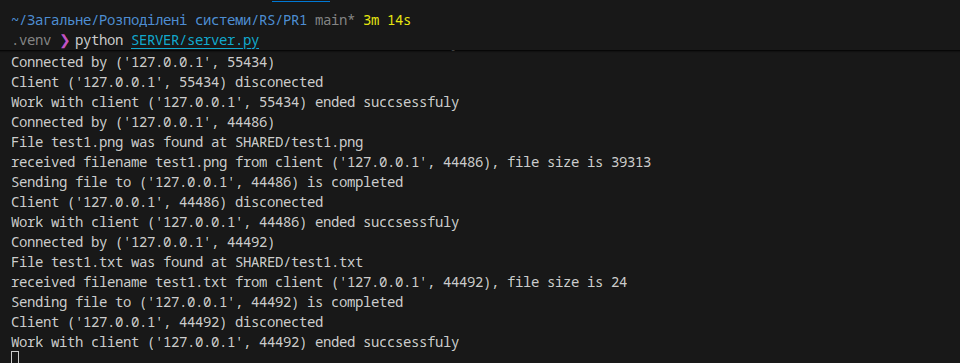 ~/Загальне/Розподілені системи/RS/PR1 main* 3m 14s
.venv ❯ python SERVER/server.py
Connected by ('127.0.0.1', 55434)
Client ('127.0.0.1', 55434) disconected
Work with client ('127.0.0.1', 55434) ended succsessfuly
Connected by ('127.0.0.1', 44486)
File test1.png was found at SHARED/test1.png
received filename test1.png from client ('127.0.0.1', 44486), file size is 39313
Sending file to ('127.0.0.1', 44486) is completed
Client ('127.0.0.1', 44486) disconected
Work with client ('127.0.0.1', 44486) ended succsessfuly
Connected by ('127.0.0.1', 44492)
File test1.txt was found at SHARED/test1.txt
received filename test1.txt from client ('127.0.0.1', 44492), file size is 24
Sending file to ('127.0.0.1', 44492) is completed
Client ('127.0.0.1', 44492) disconected
Work with client ('127.0.0.1', 44492) ended succsessfuly